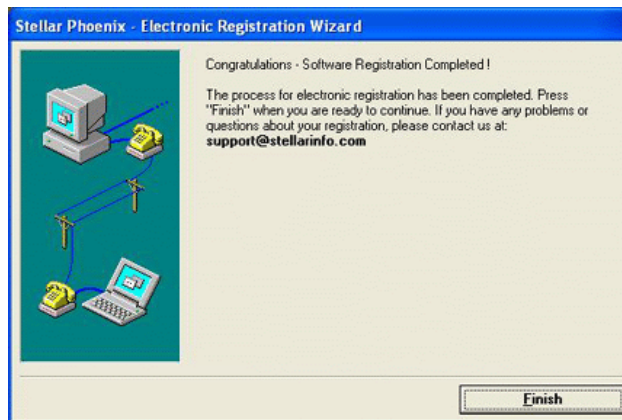 Stellar Phoenix - Electronic Registration Wizard
Congratulations - Software Registration Completed !
The process for electronic registration has been completed. Press
"Finish" when you are ready to continue. If you have any problems or
questions about your registration, please contact us at:
support@stellarinfo.com
Finish